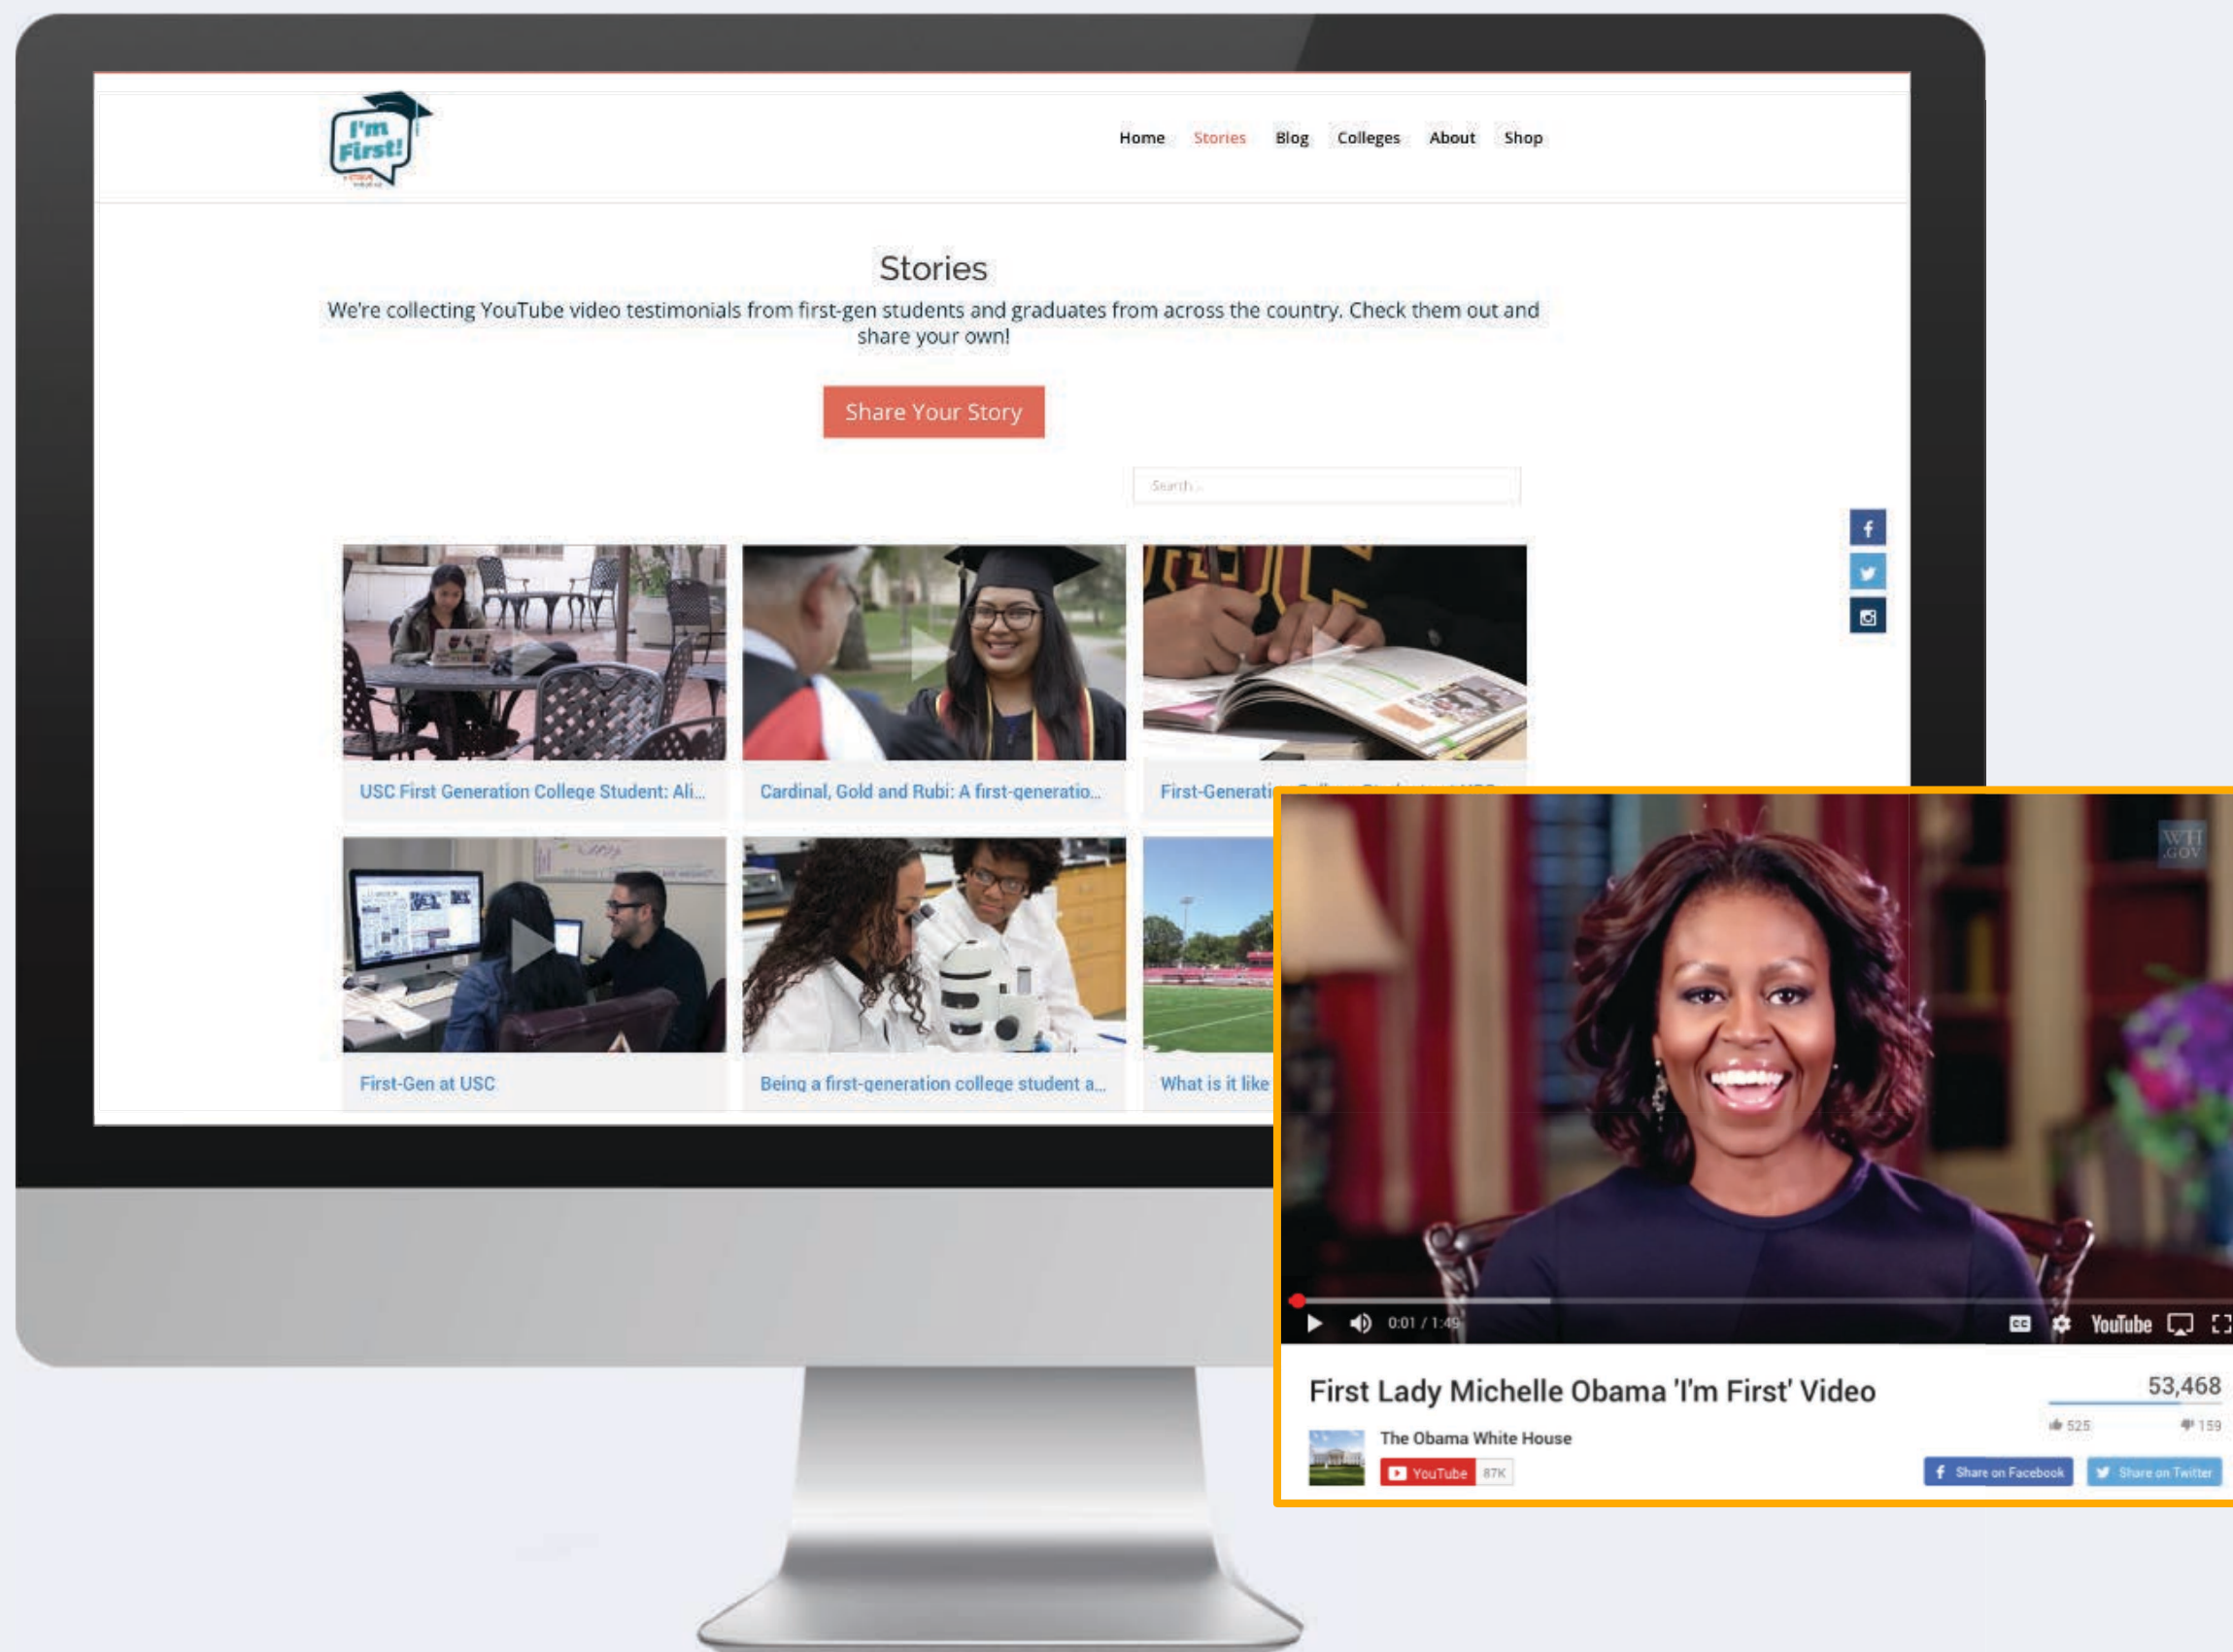 I'm
First!
Home Stories Blog Colleges About Shop
Stories
We're collecting YouTube video testimonials from first-gen students and graduates from across the country. Check them out and
share your own!
Share Your Story
Search ..
USC First Generation College Student: Ali...
Cardinal, Gold and Rubi: A first-generatio...
First-Generati
First-Gen at USC
Being a first-generation college student a...
What is it like
WH
.GOV
0:01 / 1:49
CC YouTube
First Lady Michelle Obama 'I'm First' Video
53,468
The Obama White House
525 159
YouTube 87K
Share on Facebook
Share on Twitter